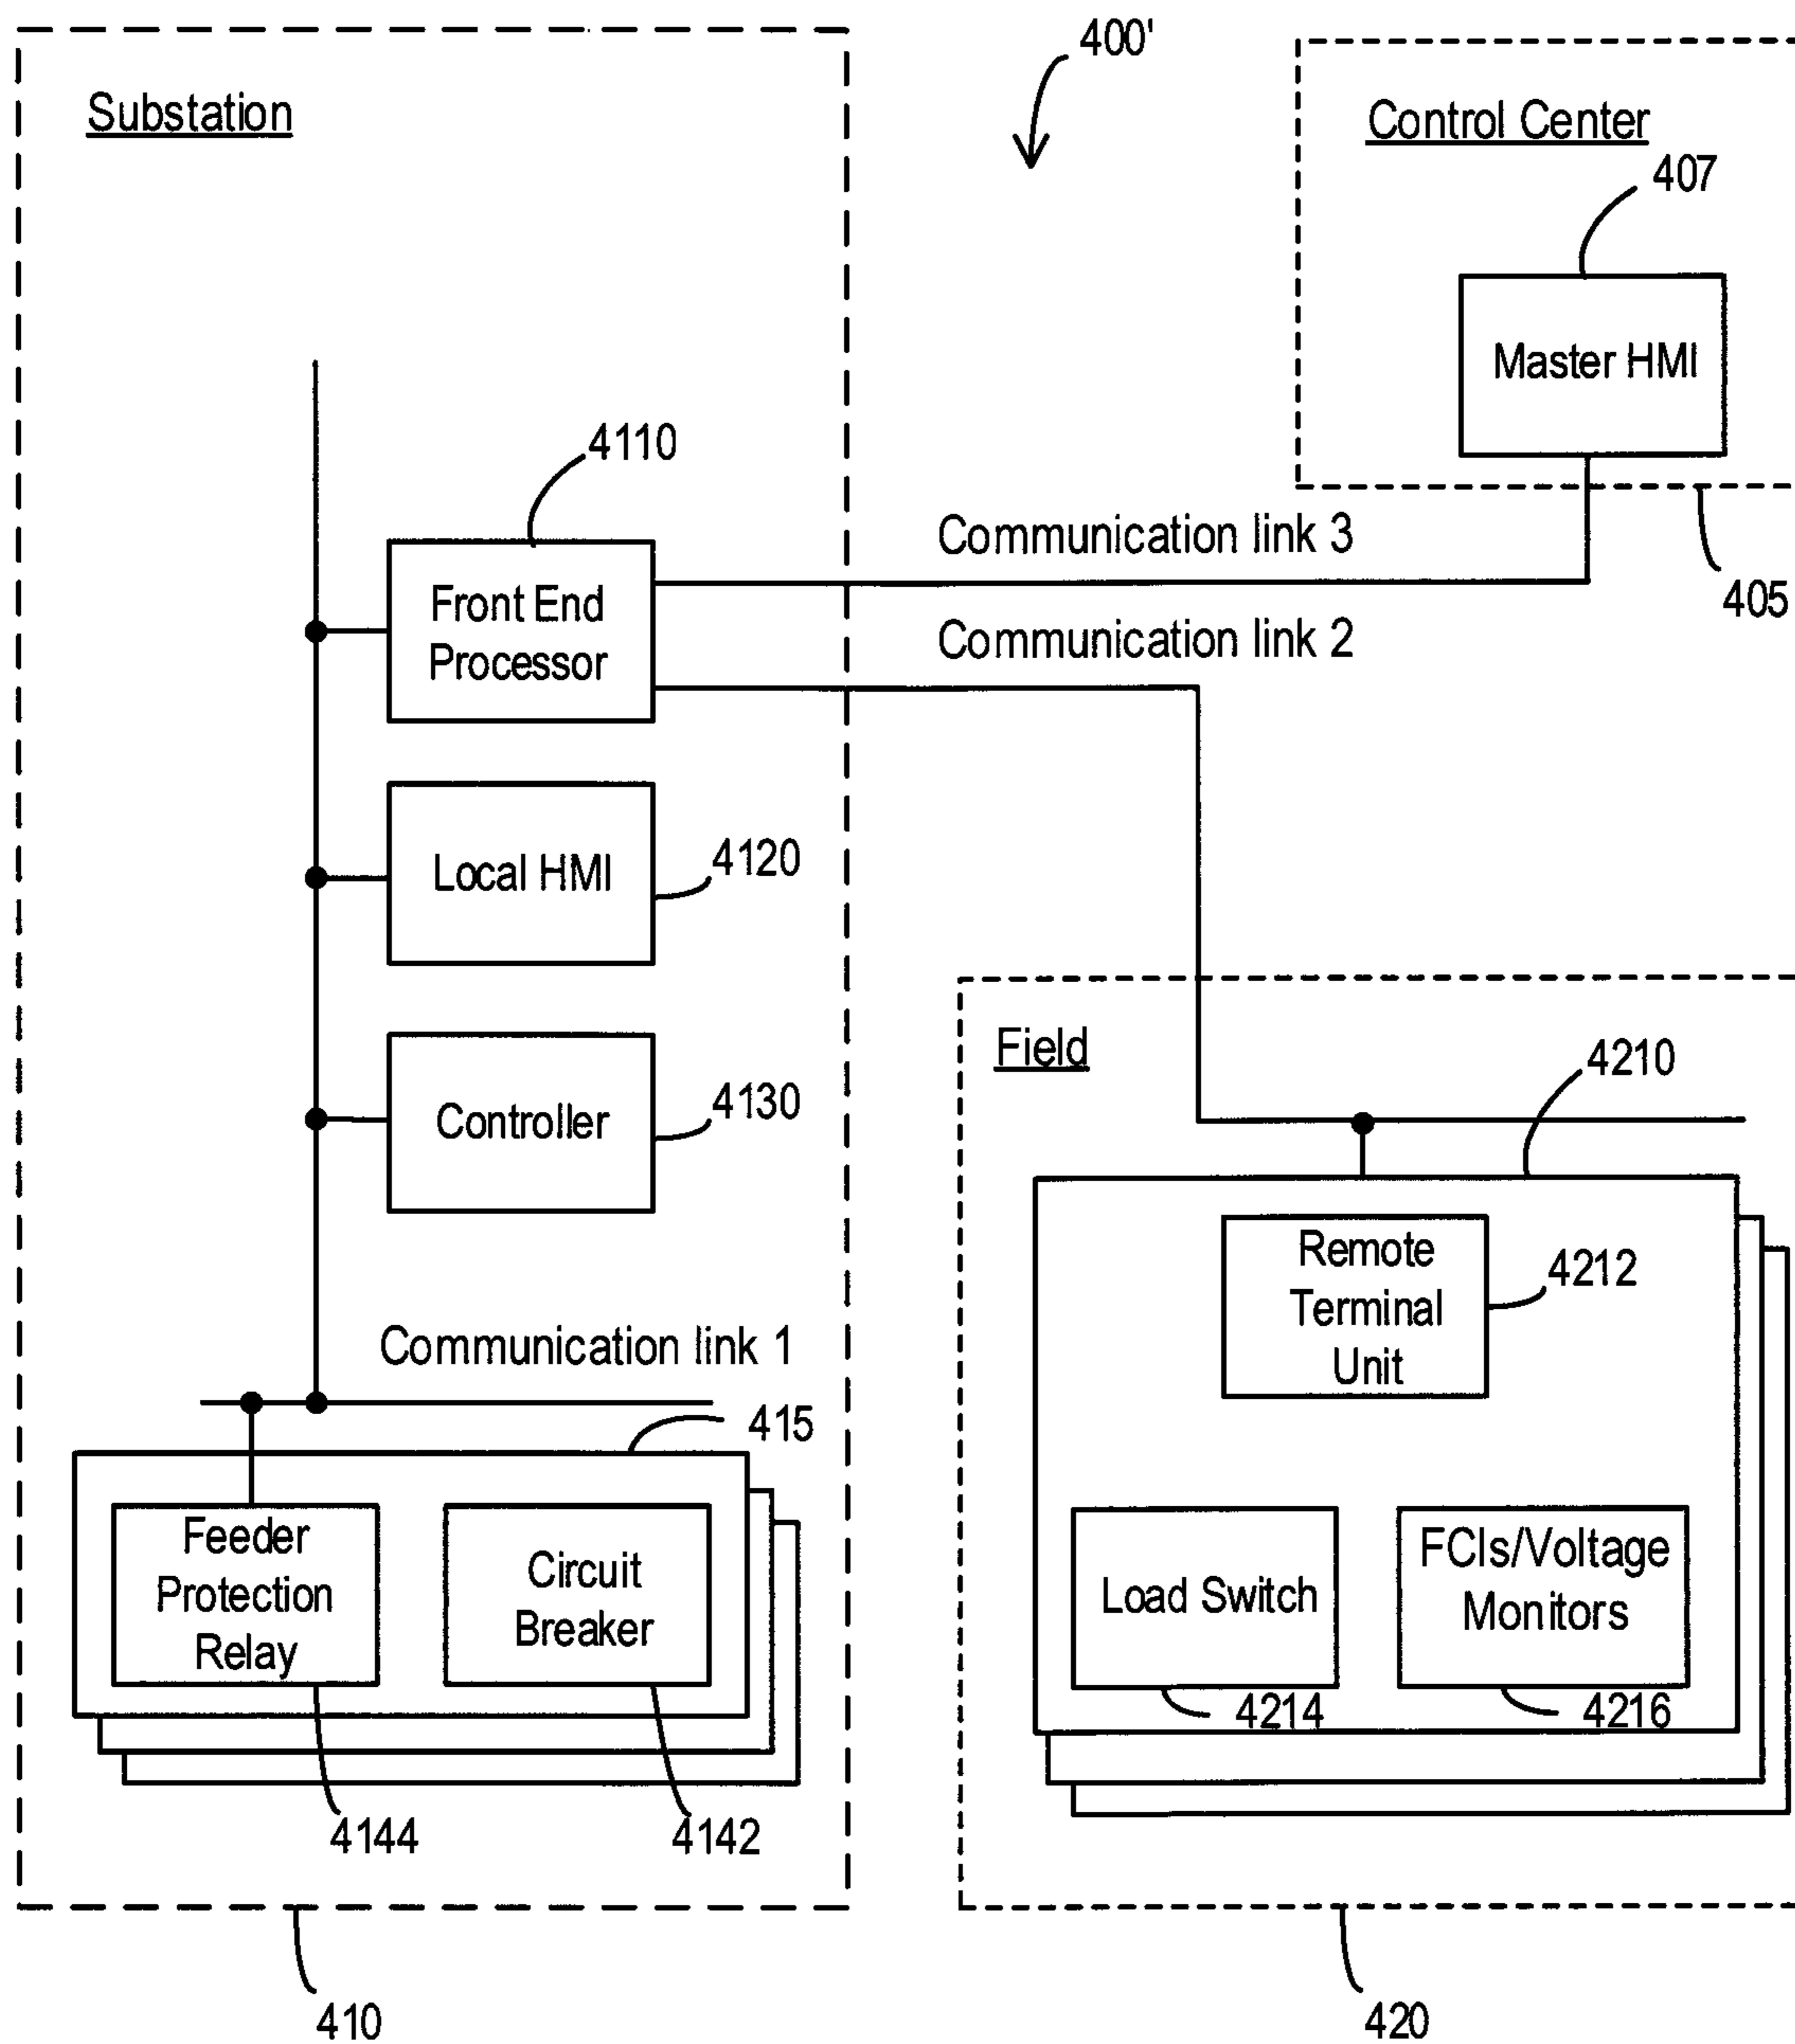 400'
Substation
Control Center
407
Master HMI
4110
Communication link 3
405
Front End
Processor
Communication link 2
Local HMI
4120
Field
4210
Controller
4130
Remote
Terminal
Unit
4212
Communication link 1
415
Feeder
Protection
Relay
Circuit
Breaker
Load Switch
FCIs/Voltage
Monitors
4214
4216
4144
4142
410
420